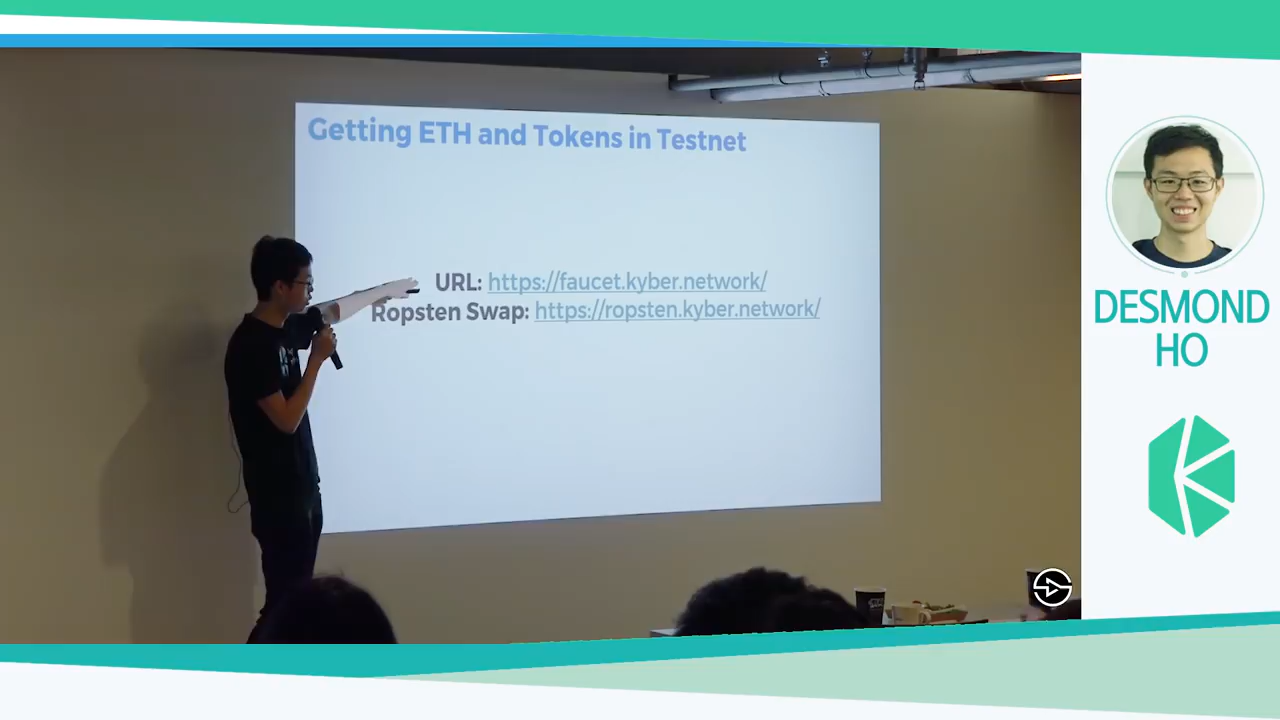 Getting ETH and Tokens in Testnet
URL: https://faucet.kyber.network/
Ropsten Swap: https://ropsten.kyber.network/
DESMOND
HO